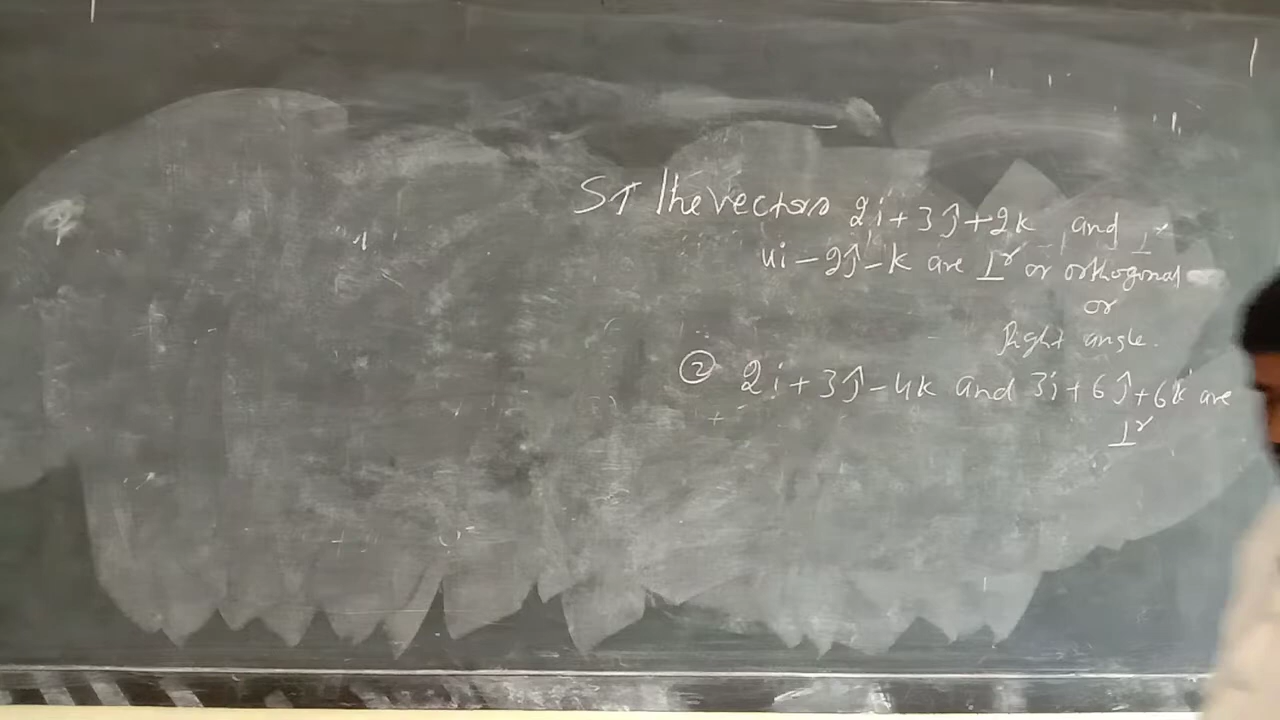 ST the vectors 2i + 3j + 2k and
4i - 2j - k are ⊥r or orthogonal
or
Right angle.
② 2i + 3j - 4k and 3i + 6j + 6k are
⊥r